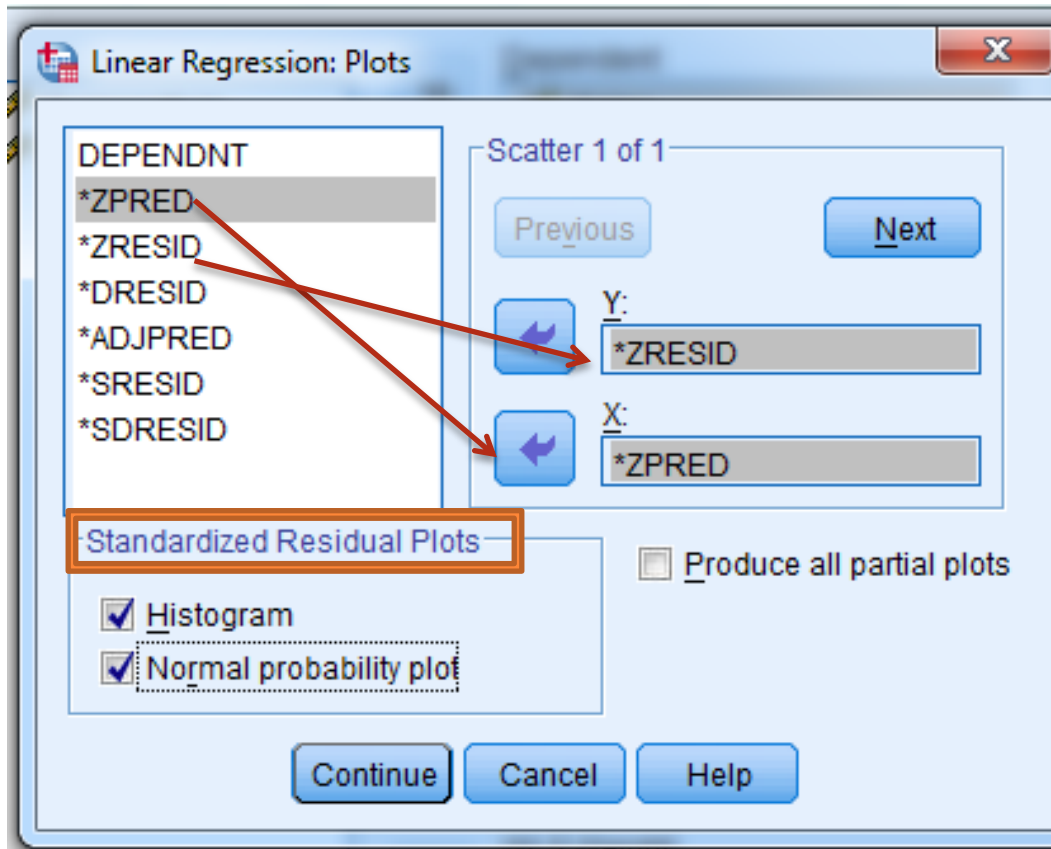 Linear Regression: Plots
DEPENDNT
*ZPRED
*ZRESID
*DRESID
*ADJPRED
*SRESID
*SDRESID
Scatter 1 of 1
Previous
Next
Y:
*ZRESID
X:
*ZPRED
Standardized Residual Plots
Histogram
Normal probability plot
Produce all partial plots
Continue
Cancel
Help